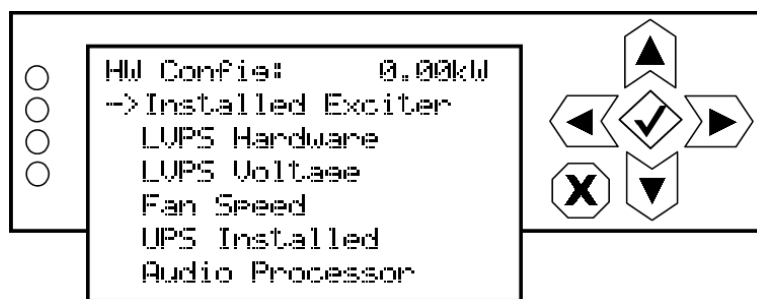 HW Config: 0.00kW
->Installed Exciter
LVPS Hardware
LVPS Voltage
Fan Speed
UPS Installed
Audio Processor
X